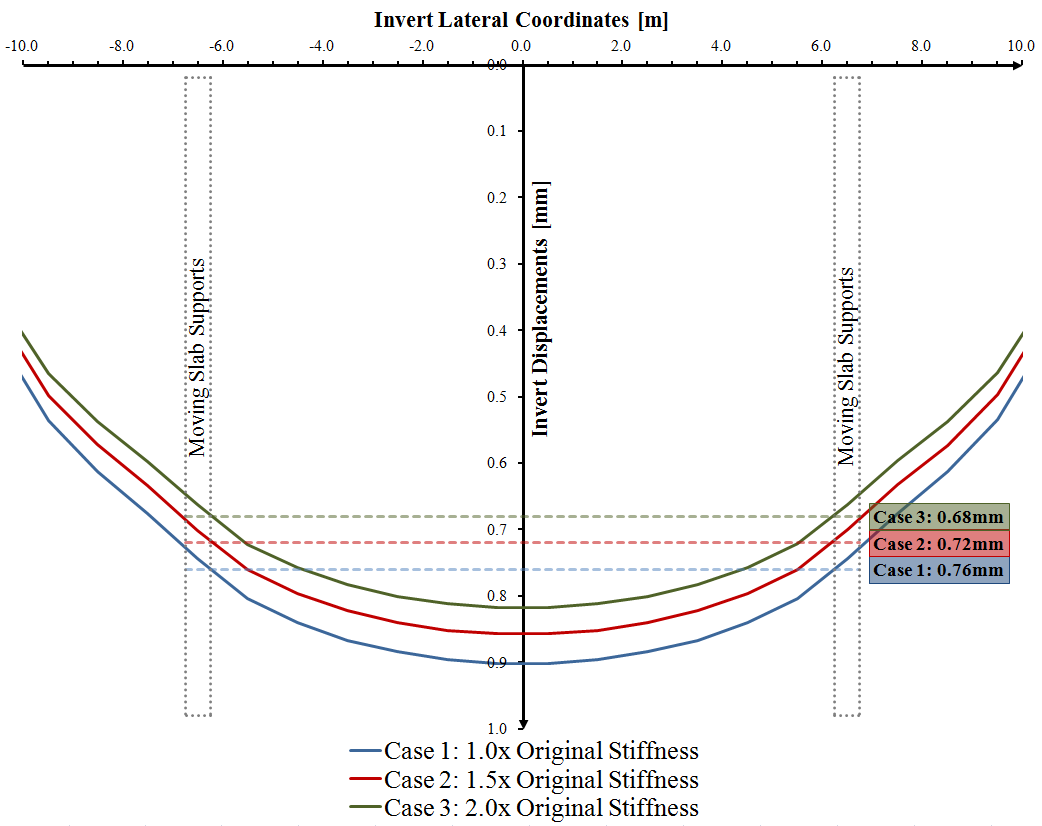 Invert Lateral Coordinates [m]
-10.0 -8.0 -6.0 -4.0 -2.0 0.0 2.0 4.0 6.0 8.0 10.0
0.0
0.1
0.2
0.3
0.4
0.5
0.6
0.7
0.8
0.9
1.0
Invert Displacements [mm]
Moving Slab Supports
Moving Slab Supports
Case 3: 0.68mm
Case 2: 0.72mm
Case 1: 0.76mm
Case 1: 1.0x Original Stiffness
Case 2: 1.5x Original Stiffness
Case 3: 2.0x Original Stiffness